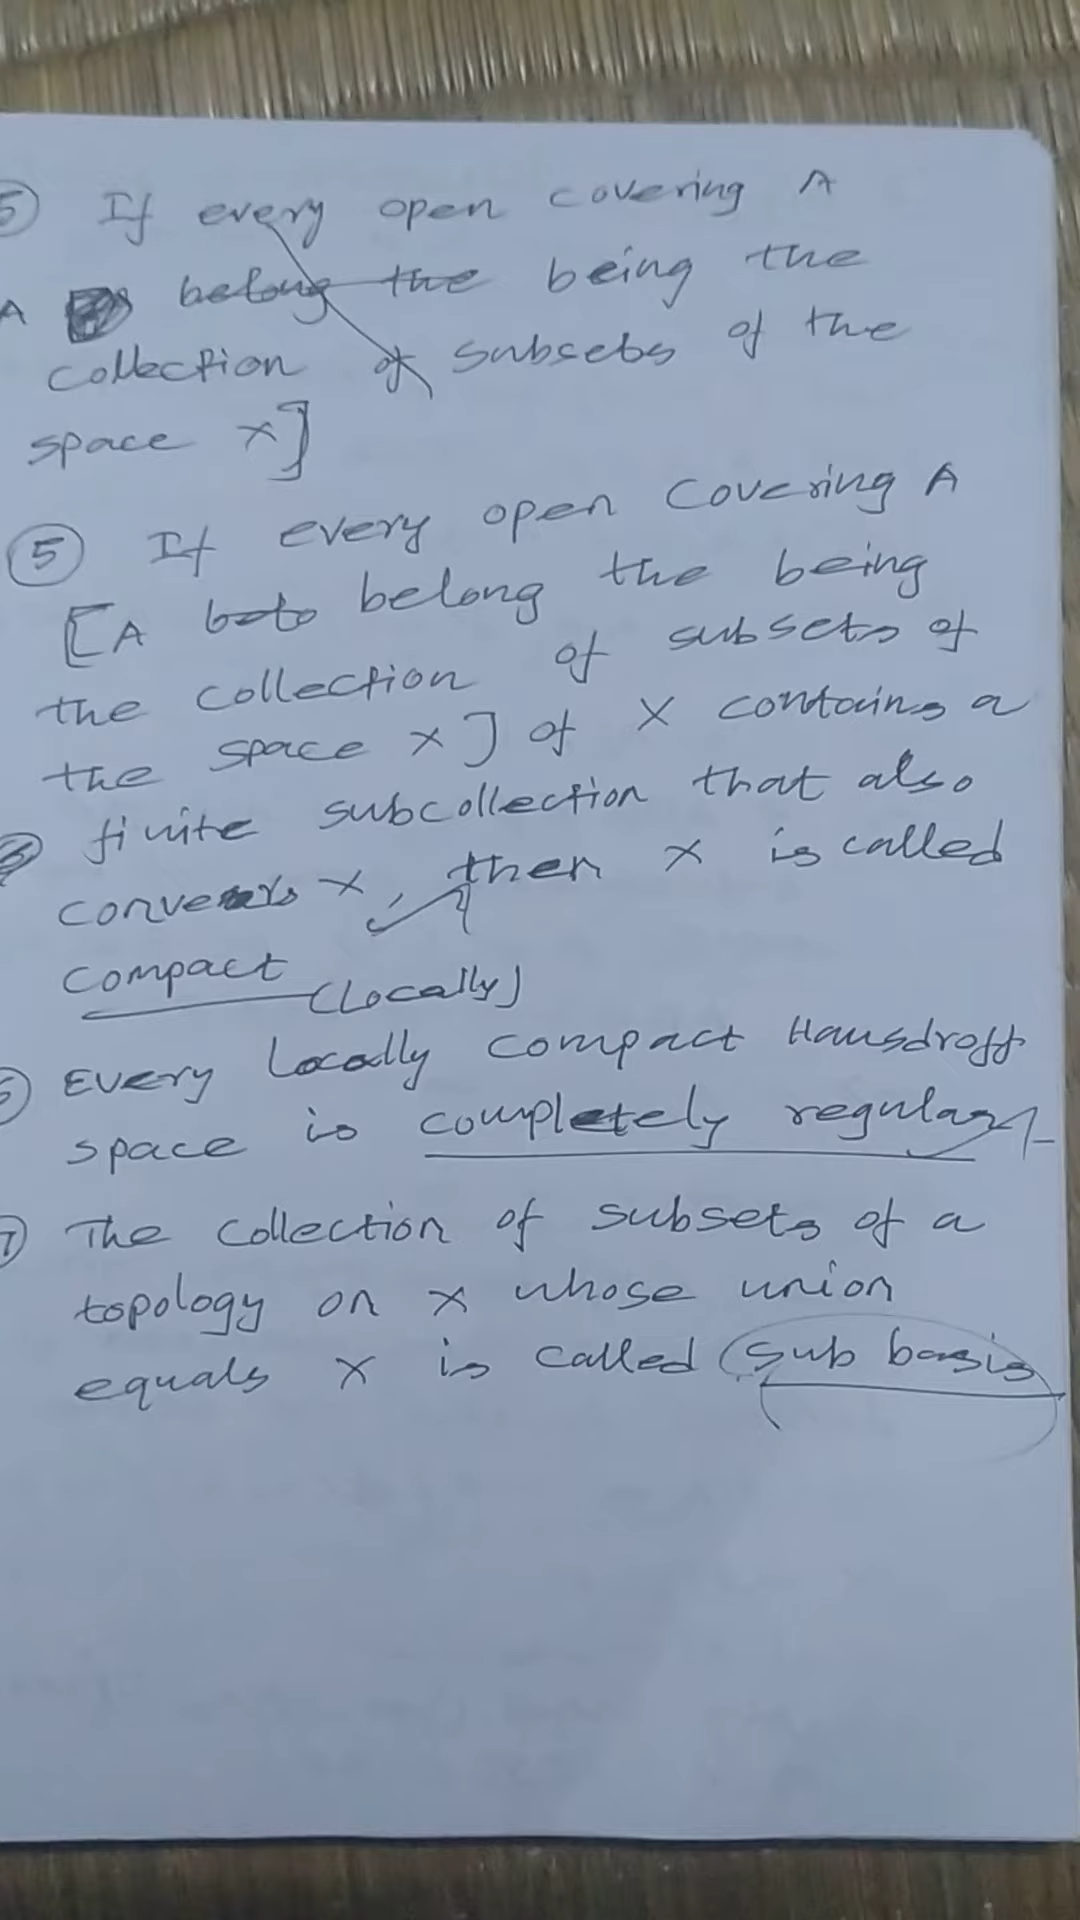 5 If every open covering A
A belong the being the
collection of subsets of the
space X]
5 If every open covering A
[A belong the being
the collection of subsets of
the space X] of X contains a
finite subcollection that also
X, then X is called
compact (locally)
6 Every locally compact Hausdroff
space is completely regular
7 The collection of subsets of a
topology on X whose union
equals X is called sub basis